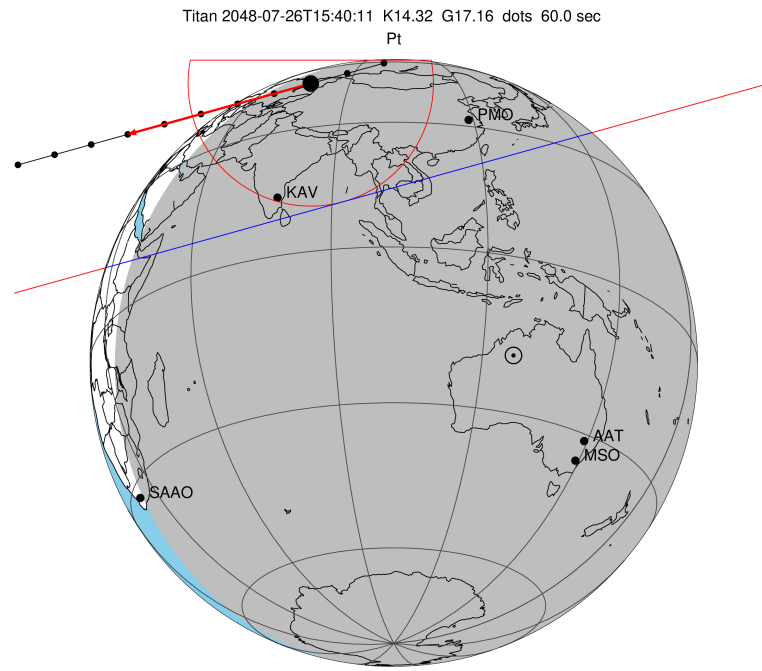 Titan 2048-07-26T15:40:11 K14.32 G17.16 dots 60.0 sec
Pt
PMO
KAV
AAT
MSO
SAAO